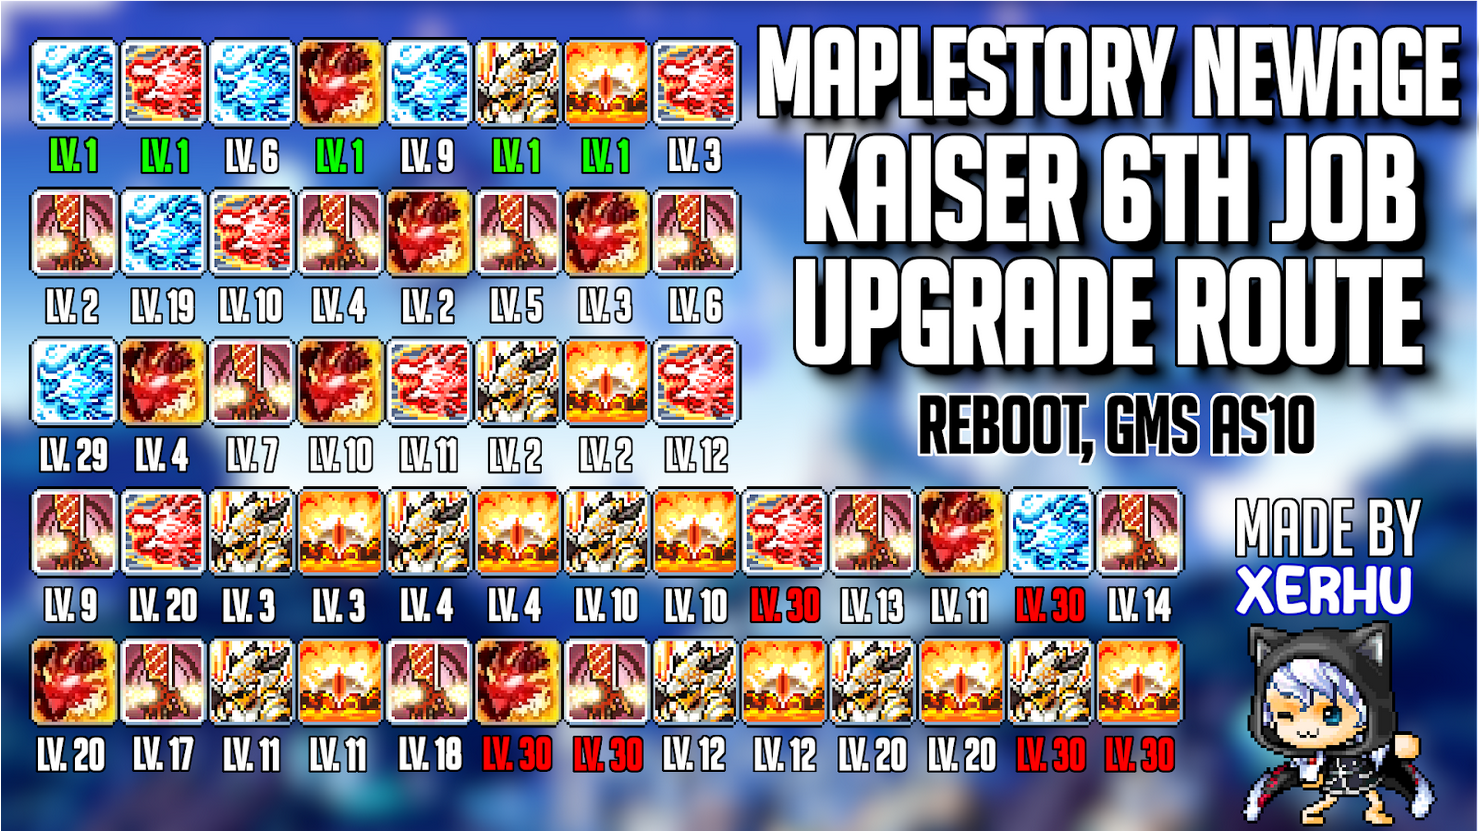 MAPLESTORY NEWAGE
KAISER 6TH JOB
UPGRADE ROUTE
REBOOT, GMS AS10
LV. 1 LV. 1 LV. 6 LV. 1 LV. 9 LV. 1 LV. 1 LV. 3
LV. 2 LV. 19 LV. 10 LV. 4 LV. 2 LV. 5 LV. 3 LV. 6
LV. 29 LV. 4 LV. 7 LV. 10 LV. 11 LV. 2 LV. 2 LV. 12
LV. 9 LV. 20 LV. 3 LV. 3 LV. 4 LV. 4 LV. 10 LV. 10 LV. 30 LV. 13 LV. 11 LV. 30 LV. 14
LV. 20 LV. 17 LV. 11 LV. 11 LV. 18 LV. 30 LV. 30 LV. 12 LV. 12 LV. 20 LV. 20 LV. 30 LV. 30
MADE BY
XERHU